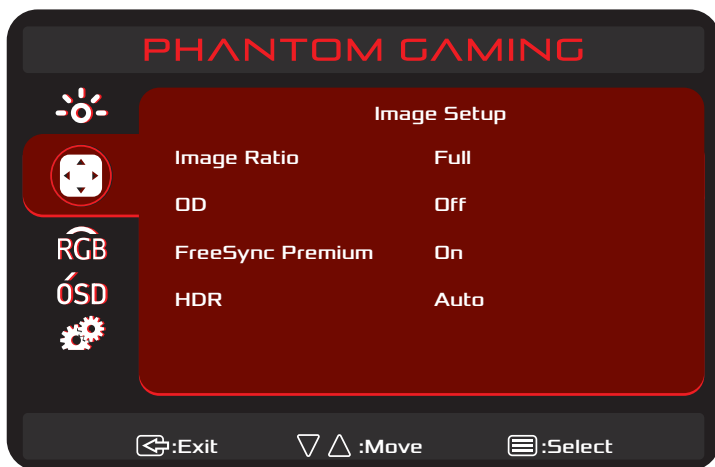 PHANTOM GAMING
Image Setup
Image Ratio Full
OD Off
FreeSync Premium On
HDR Auto
RGB
OSD
:Exit :Move :Select